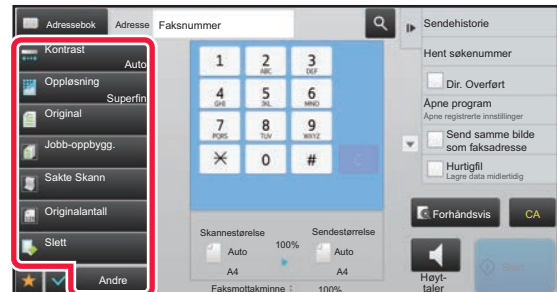 Adressebok
Adresse
Faksnummer
Kontrast
Auto
Oppløsning
Superfin
Original
Jobb-oppbygg.
Sakte Skann
Originalantall
Slett
Andre
1
2
ABC
3
DEF
4
GHI
5
JKL
6
MNO
7
PQRS
8
TUV
9
WXYZ
0
#
C
Skannestørelse
Auto
A4
100%
Sendestørrelse
Auto
A4
Faksmottakminne :
100%
Sendehistorie
Hent søkenummer
Dir. Overført
Åpne program
Åpne registrerte innstillinger
Send samme bilde
som faksadresse
Hurtigfil
Lagre data midlertidig
Forhåndsvis
CA
Høyt-
taler
Start